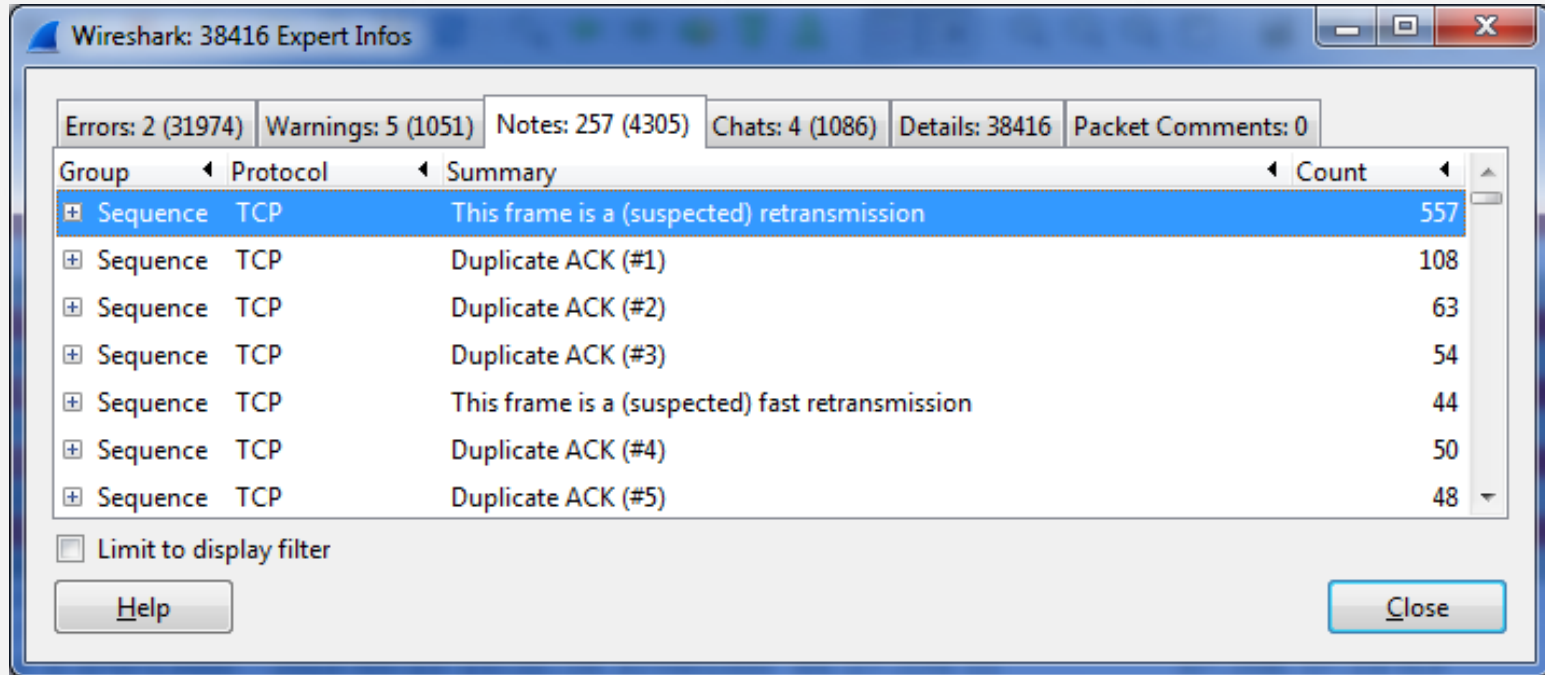 Wireshark: 38416 Expert Infos
Errors: 2 (31974) Warnings: 5 (1051) Notes: 257 (4305) Chats: 4 (1086) Details: 38416 Packet Comments: 0
Group Protocol Summary Count
Sequence TCP This frame is a (suspected) retransmission 557
Sequence TCP Duplicate ACK (#1) 108
Sequence TCP Duplicate ACK (#2) 63
Sequence TCP Duplicate ACK (#3) 54
Sequence TCP This frame is a (suspected) fast retransmission 44
Sequence TCP Duplicate ACK (#4) 50
Sequence TCP Duplicate ACK (#5) 48
Limit to display filter
Help Close